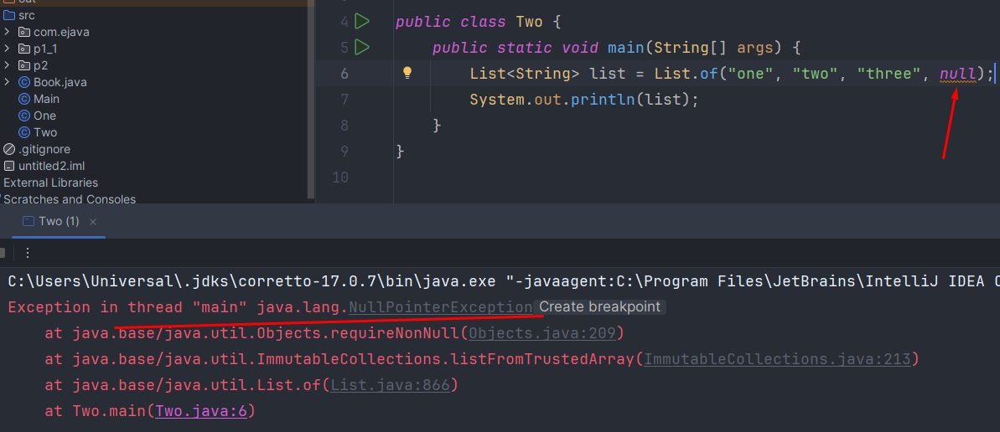 out
src
com.ejava
p1_1
p2
Book.java
Main
One
Two
.gitignore
untitled2.iml
External Libraries
Scratches and Consoles
4 public class Two {
5 public static void main(String[] args) {
6 List<String> list = List.of("one", "two", "three", null);
7 System.out.println(list);
8 }
9 }
10
Two (1) ×
C:\Users\Universal\.jdks\corretto-17.0.7\bin\java.exe "-javaagent:C:\Program Files\JetBrains\IntelliJ IDEA C
Exception in thread "main" java.lang.NullPointerException Create breakpoint
at java.base/java.util.Objects.requireNonNull(Objects.java:209)
at java.base/java.util.ImmutableCollections.listFromTrustedArray(ImmutableCollections.java:213)
at java.base/java.util.List.of(List.java:866)
at Two.main(Two.java:6)